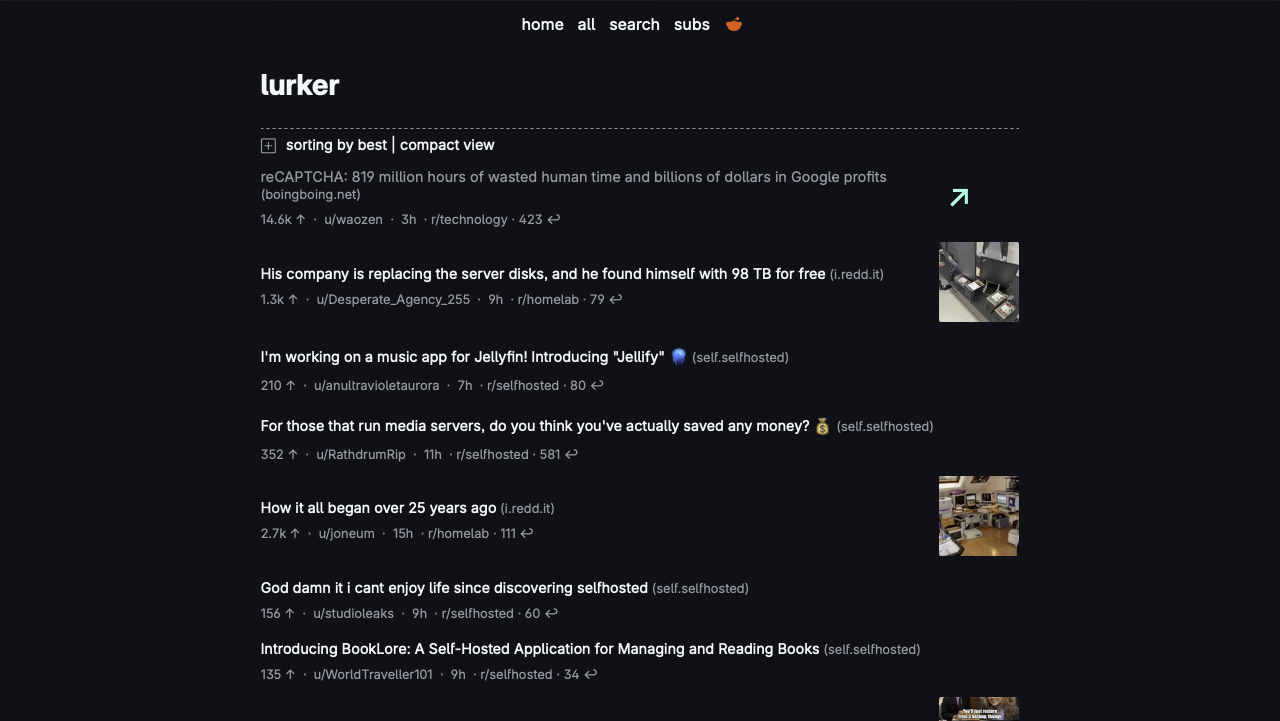 home all search subs
lurker
sorting by best | compact view
reCAPTCHA: 819 million hours of wasted human time and billions of dollars in Google profits
(boingboing.net)
14.6k ↑ · u/waozen · 3h · r/technology · 423 ↩
His company is replacing the server disks, and he found himself with 98 TB for free (i.redd.it)
1.3k ↑ · u/Desperate_Agency_255 · 9h · r/homelab · 79 ↩
I'm working on a music app for Jellyfin! Introducing "Jellify" (self.selfhosted)
210 ↑ · u/anultravioletaurora · 7h · r/selfhosted · 80 ↩
For those that run media servers, do you think you've actually saved any money? 💰 (self.selfhosted)
352 ↑ · u/RathdrumRip · 11h · r/selfhosted · 581 ↩
How it all began over 25 years ago (i.redd.it)
2.7k ↑ · u/joneum · 15h · r/homelab · 111 ↩
God damn it i cant enjoy life since discovering selfhosted (self.selfhosted)
156 ↑ · u/studioleaks · 9h · r/selfhosted · 60 ↩
Introducing BookLore: A Self-Hosted Application for Managing and Reading Books (self.selfhosted)
135 ↑ · u/WorldTraveller101 · 9h · r/selfhosted · 34 ↩
You'll just restore
from a backup, though